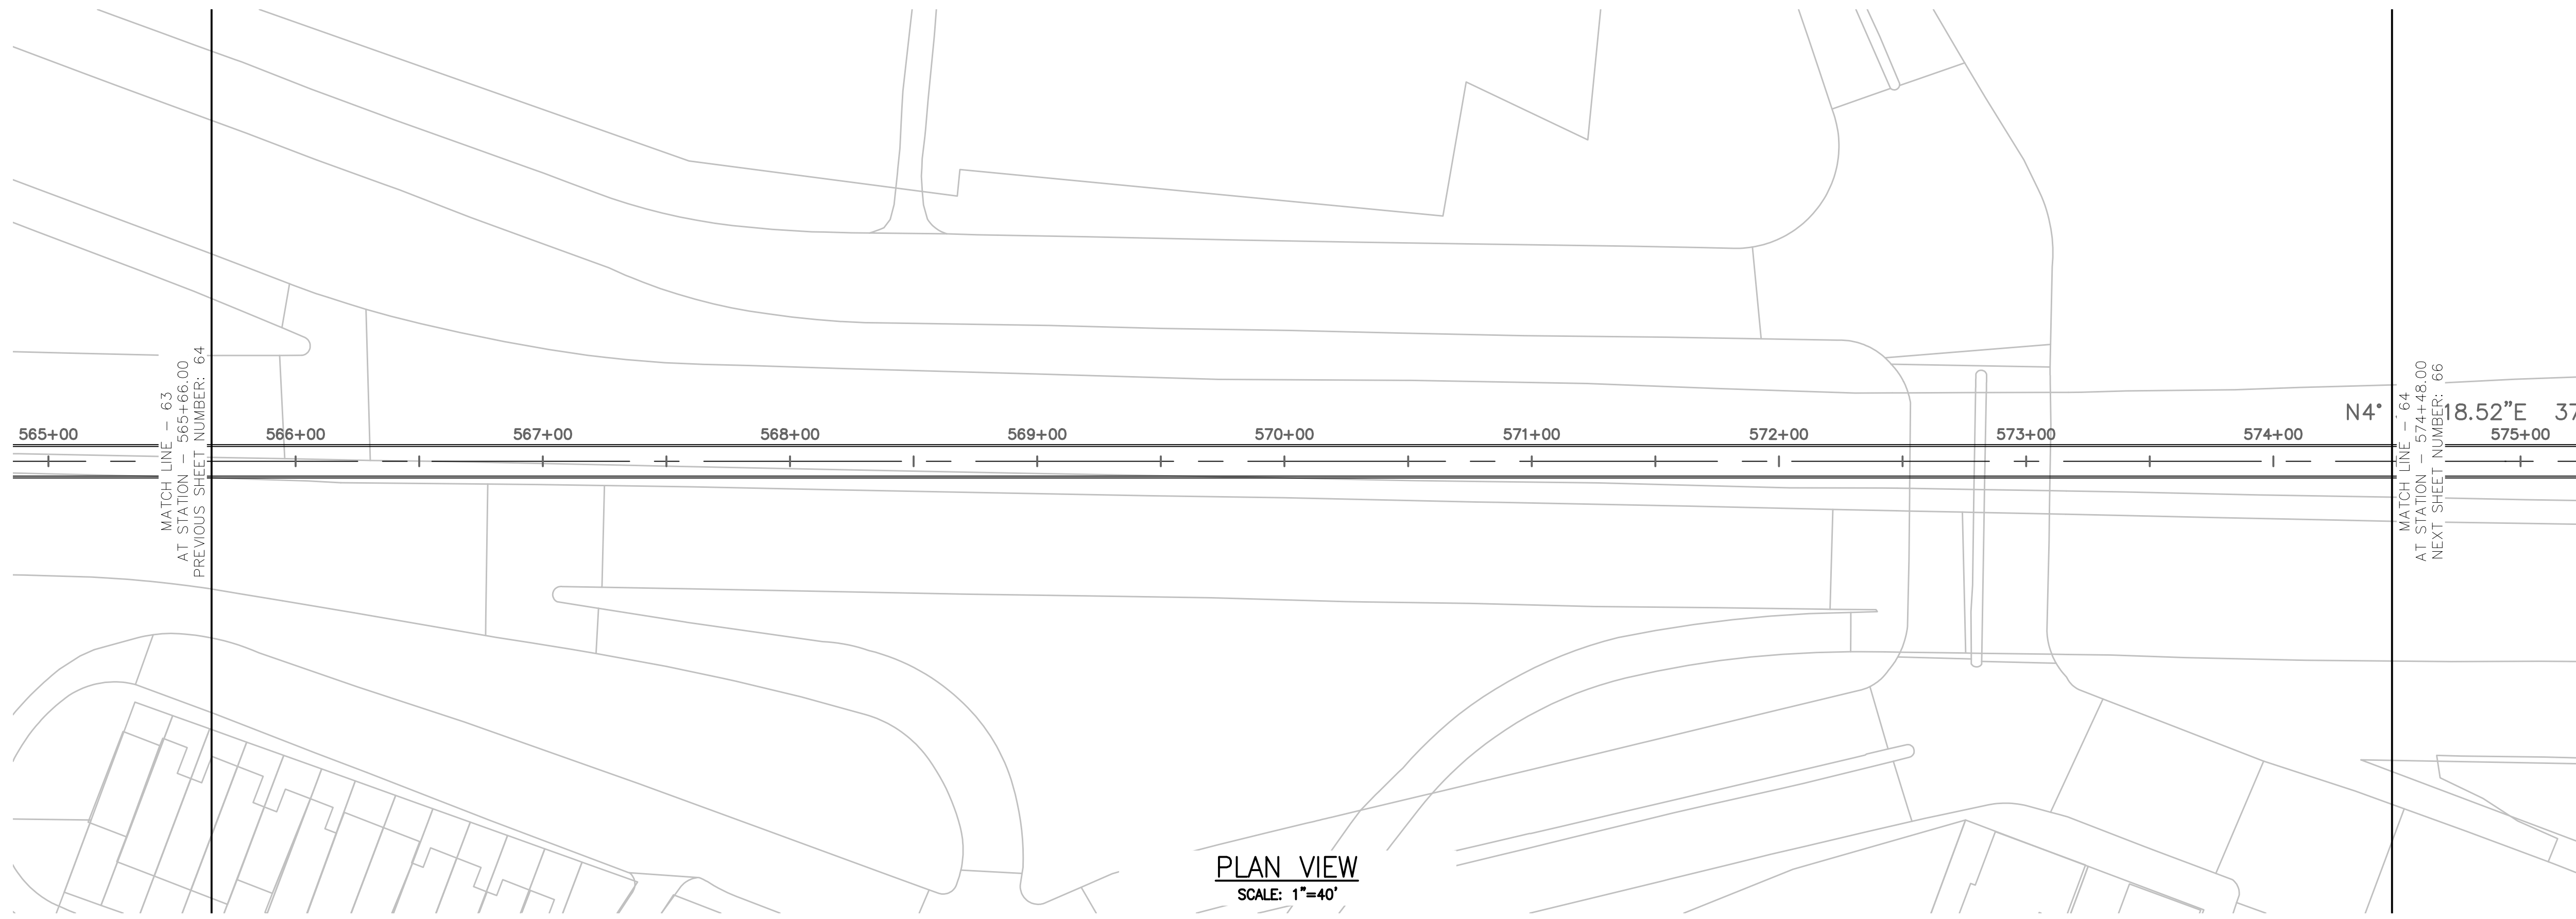 MATCH LINE – 63
AT STATION – 565+66.00
PREVIOUS SHEET NUMBER: 64
565+00
566+00
567+00
568+00
569+00
570+00
571+00
572+00
573+00
574+00
575+00
N4° 18.52”E 37
MATCH LINE – 64
AT STATION – 574+48.00
NEXT SHEET NUMBER: 66
PLAN VIEW
SCALE: 1”=40’